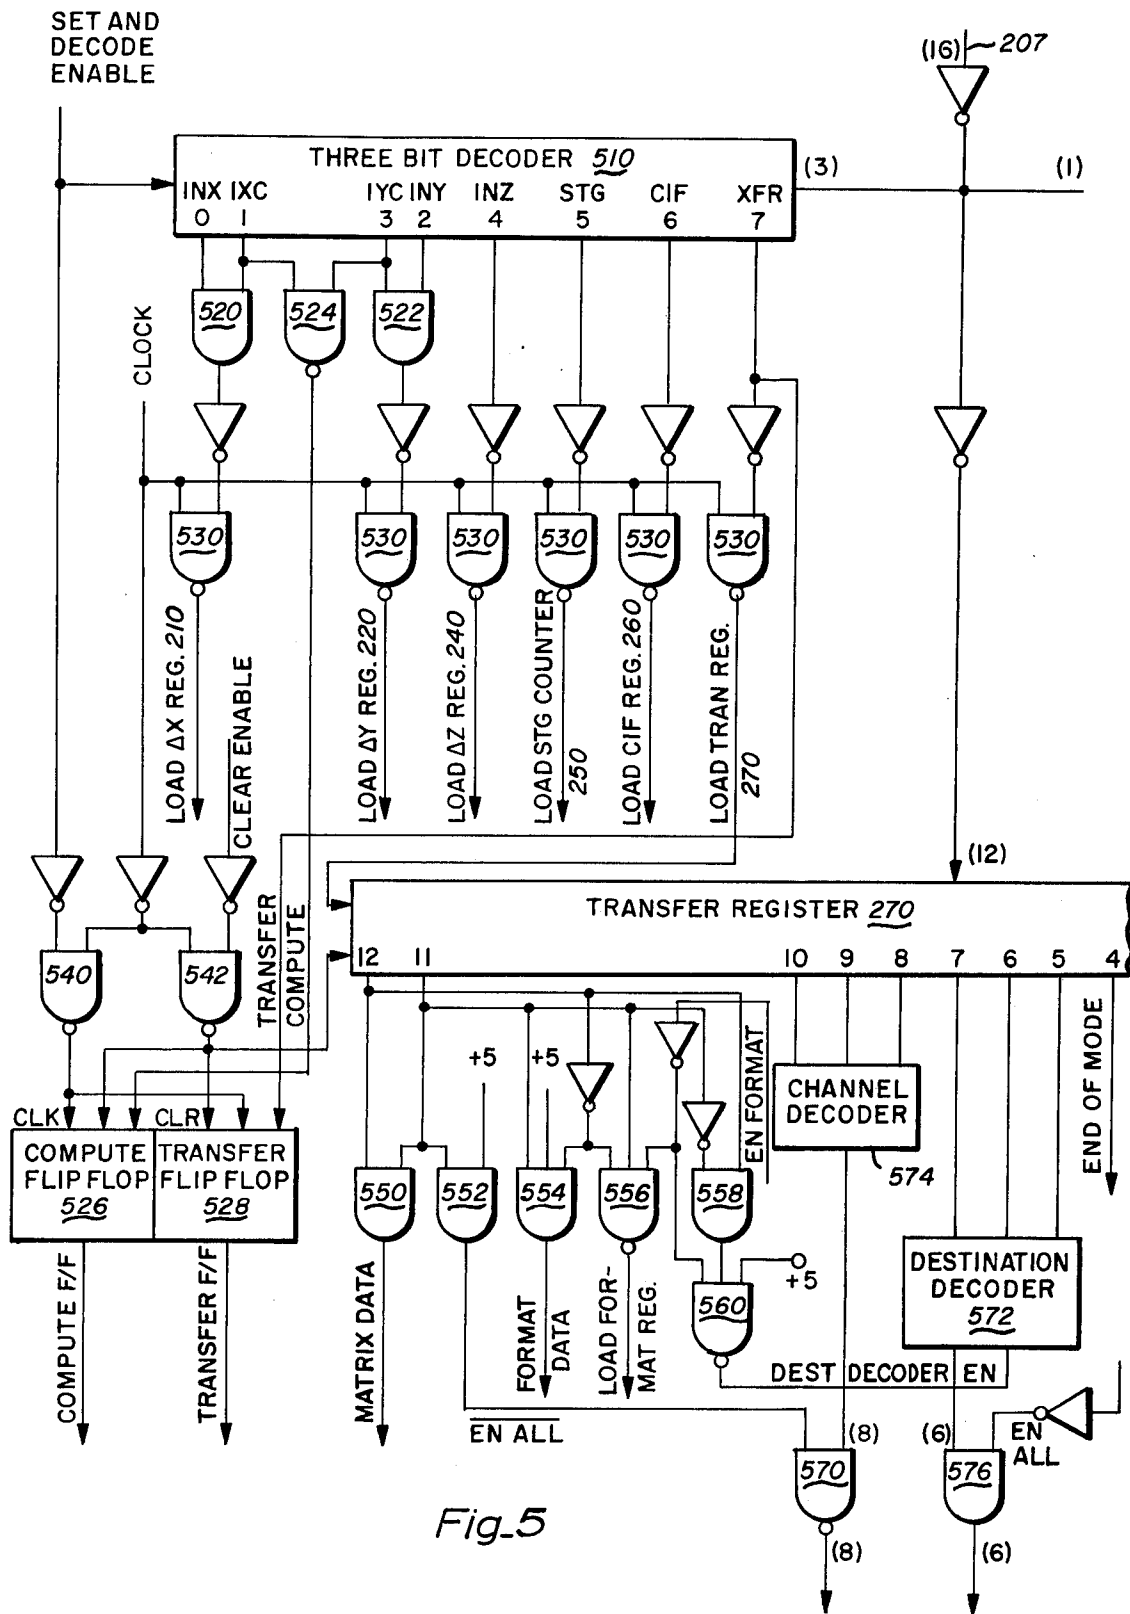 SET AND
DECODE
ENABLE
(16)
207
THREE BIT DECODER 510
(3)
(1)
INX IXC IYC INY INZ STG CIF XFR
0 1 3 2 4 5 6 7
520
524
522
CLOCK
530
530
530
530
530
530
LOAD ΔX REG. 210
CLEAR ENABLE
LOAD ΔY REG. 220
LOAD ΔZ REG. 240
LOAD STG COUNTER
250
LOAD CIF REG. 260
LOAD TRAN REG.
270
(12)
TRANSFER REGISTER 270
12 11 10 9 8 7 6 5 4
540
542
TRANSFER
COMPUTE
+5
+5
EN FORMAT
CHANNEL
DECODER
574
END OF MODE
CLK
CLR
COMPUTE
FLIP FLOP
526
TRANSFER
FLIP FLOP
528
550
552
554
556
558
DESTINATION
DECODER
572
+5
560
COMPUTE F/F
TRANSFER F/F
MATRIX DATA
FORMAT
DATA
LOAD FOR-
MAT REG.
DEST DECODER EN
EN ALL
(8)
(6)
EN
ALL
570
576
(8)
(6)
Fig_5